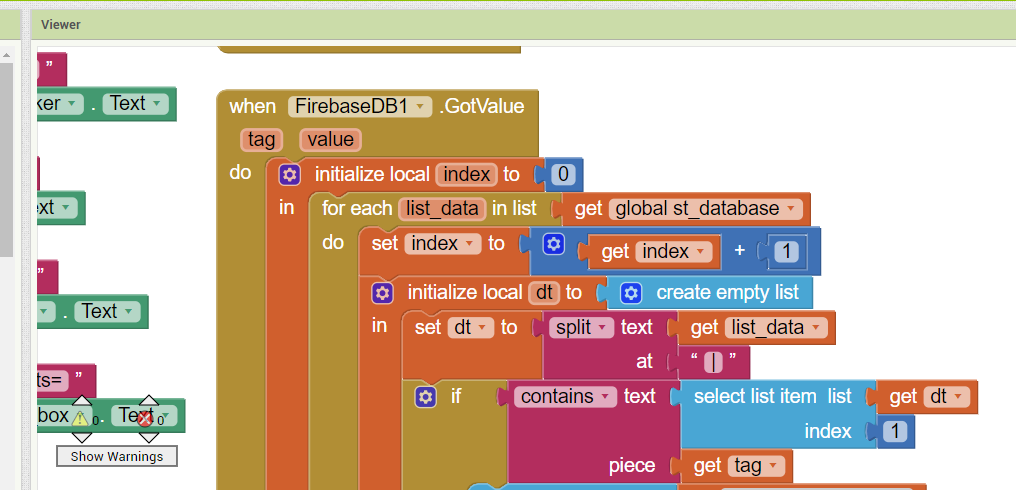 Viewer
”
ker . Text
xt
”
. Text
ts= ”
box . Text
0 0
Show Warnings
when FirebaseDB1 .GotValue
tag value
do initialize local index to 0
in for each list_data in list get global st_database
do set index to get index + 1
initialize local dt to create empty list
in set dt to split text get list_data
at “ | ”
if contains text select list item list get dt
index 1
piece get tag